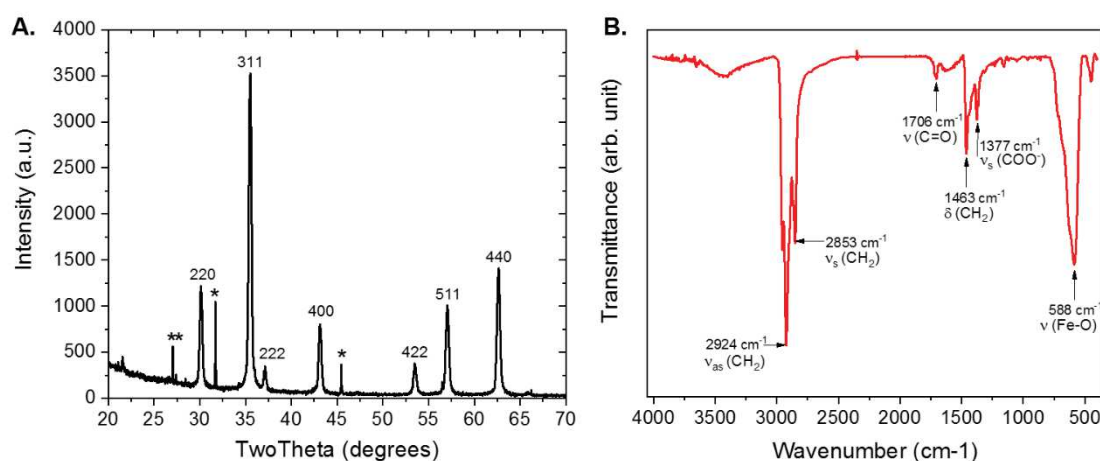 A.
4000
3500
3000
2500
2000
1500
1000
500
0
Intensity (a.u.)
**
220
*
311
222
400
*
422
511
440
20 25 30 35 40 45 50 55 60 65 70
TwoTheta (degrees)
B.
Transmittance (arb. unit)
1706 cm⁻¹
ν (C=O)
1377 cm⁻¹
νₛ (COO⁻)
1463 cm⁻¹
δ (CH₂)
2853 cm⁻¹
νₛ (CH₂)
588 cm⁻¹
ν (Fe-O)
2924 cm⁻¹
νₐₛ (CH₂)
4000 3500 3000 2500 2000 1500 1000 500
Wavenumber (cm-1)